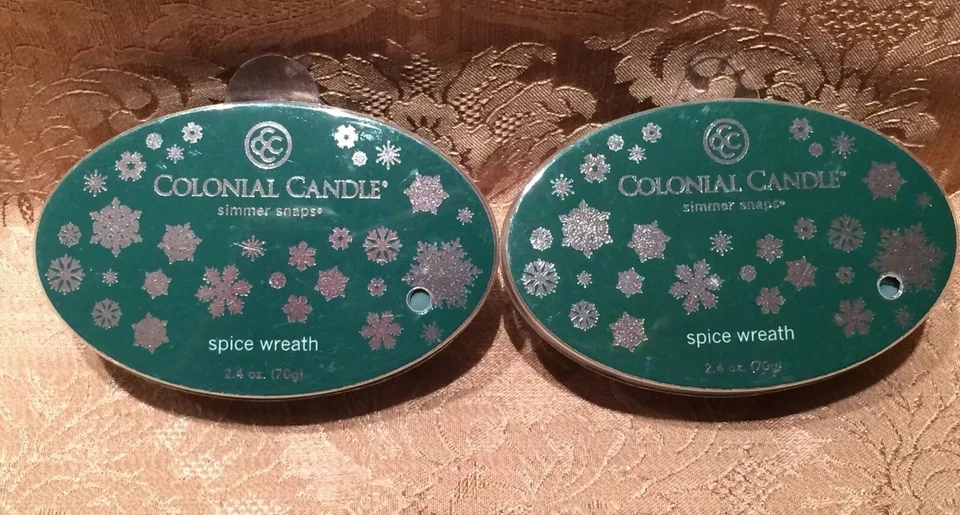 COLONIAL CANDLE®
simmer snaps®
spice wreath
2.4 oz. (70g)
COLONIAL CANDLE®
simmer snaps®
spice wreath
2.4 oz. (70g)